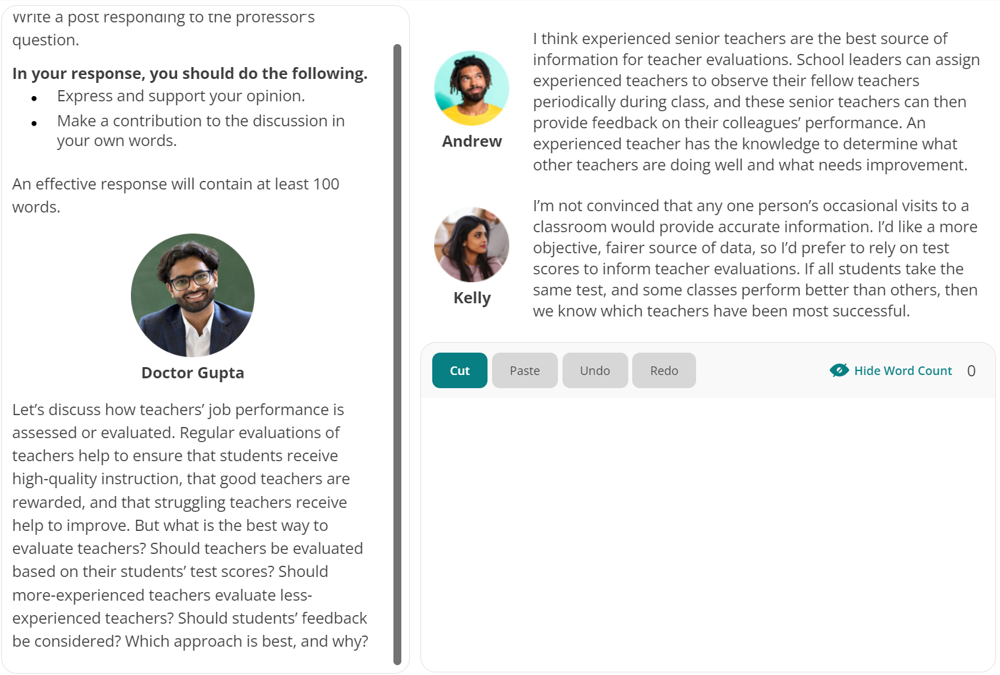 Write a post responding to the professor's
question.
In your response, you should do the following.
• Express and support your opinion.
• Make a contribution to the discussion in
your own words.
An effective response will contain at least 100
words.
Doctor Gupta
Let’s discuss how teachers’ job performance is
assessed or evaluated. Regular evaluations of
teachers help to ensure that students receive
high-quality instruction, that good teachers are
rewarded, and that struggling teachers receive
help to improve. But what is the best way to
evaluate teachers? Should teachers be evaluated
based on their students’ test scores? Should
more-experienced teachers evaluate less-
experienced teachers? Should students’ feedback
be considered? Which approach is best, and why?
I think experienced senior teachers are the best source of
information for teacher evaluations. School leaders can assign
experienced teachers to observe their fellow teachers
periodically during class, and these senior teachers can then
provide feedback on their colleagues’ performance. An
experienced teacher has the knowledge to determine what
other teachers are doing well and what needs improvement.
Andrew
I’m not convinced that any one person’s occasional visits to a
classroom would provide accurate information. I’d like a more
objective, fairer source of data, so I’d prefer to rely on test
scores to inform teacher evaluations. If all students take the
same test, and some classes perform better than others, then
we know which teachers have been most successful.
Kelly
Cut Paste Undo Redo Hide Word Count 0